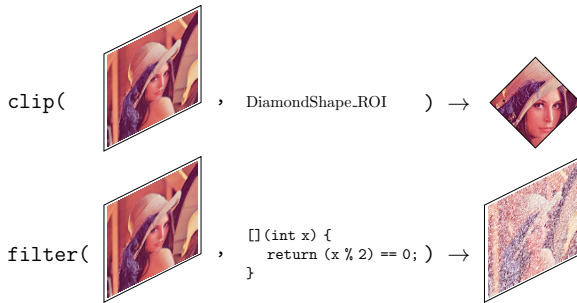 clip( , DiamondShape_ROI ) →
filter( , [](int x) { return (x % 2) == 0; } ) →